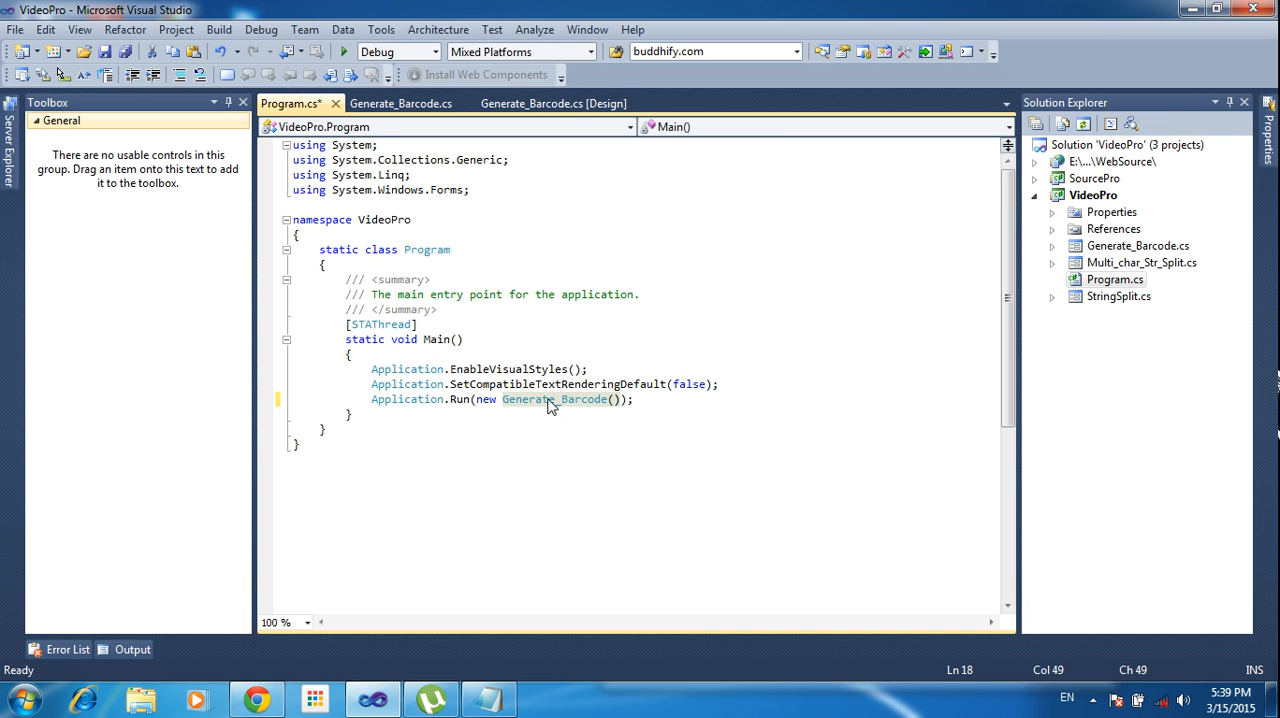 VideoPro - Microsoft Visual Studio
File Edit View Refactor Project Build Debug Team Data Tools Architecture Test Analyze Window Help
Debug Mixed Platforms buddhify.com
Install Web Components
Server Explorer
Toolbox
General
There are no usable controls in this
group. Drag an item onto this text to add
it to the toolbox.
Program.cs* Generate_Barcode.cs Generate_Barcode.cs [Design]
VideoPro.Program Main()
using System;
using System.Collections.Generic;
using System.Linq;
using System.Windows.Forms;
namespace VideoPro
{
static class Program
{
/// <summary>
/// The main entry point for the application.
/// </summary>
[STAThread]
static void Main()
{
Application.EnableVisualStyles();
Application.SetCompatibleTextRenderingDefault(false);
Application.Run(new Generate_Barcode());
}
}
}
100 %
Solution Explorer
Solution 'VideoPro' (3 projects)
E:\...\WebSource\
SourcePro
VideoPro
Properties
References
Generate_Barcode.cs
Multi_char_Str_Split.cs
Program.cs
StringSplit.cs
Properties
Error List Output
Ready Ln 18 Col 49 Ch 49 INS
EN 5:39 PM
3/15/2015